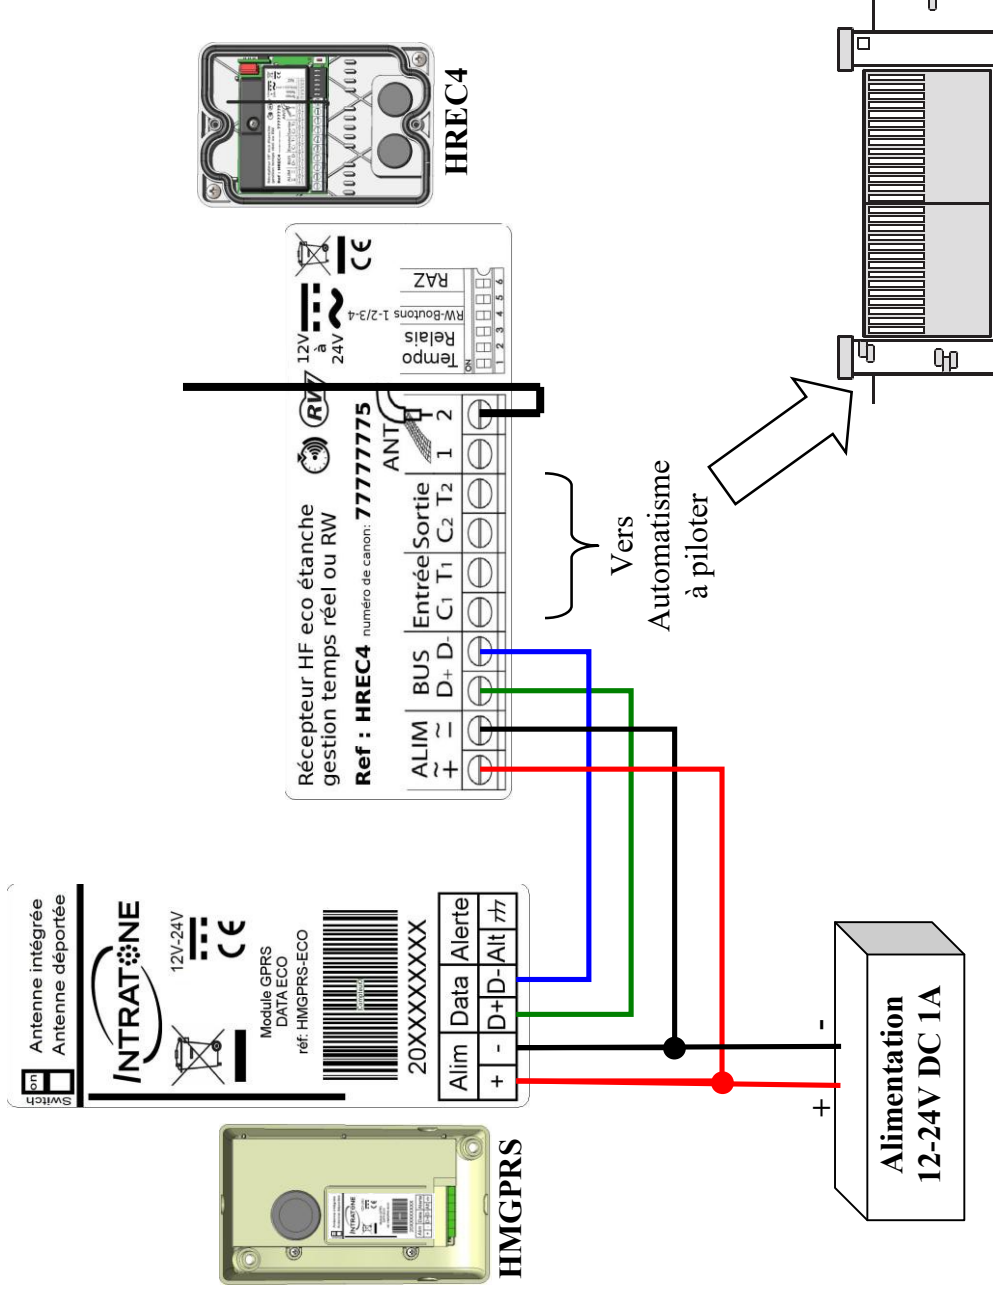 HREC4
12V
à
24V
RAZ
RW-Boutons 1-2/3-4
Relais
Tempo
ON
1 2 3 4 5 6
RW
Récepteur HF eco étanche
gestion temps réel ou RW
Ref : HREC4 numéro de canon: 77777775
ANT
ALIM BUS Entrée Sortie
+ - D+ D- C1 T1 C2 T2 1 2
Vers
Automatisme
à piloter
Switch
on
Antenne intégrée
Antenne déportée
INTRATONE
12V-24V
CE
Module GPRS
DATA ECO
réf: HMGPRS-ECO
20XXXXXXXX
Alim Data Alerte
+ - D+ D- Alt
HMGPRS
+ -
Alimentation
12-24V DC 1A